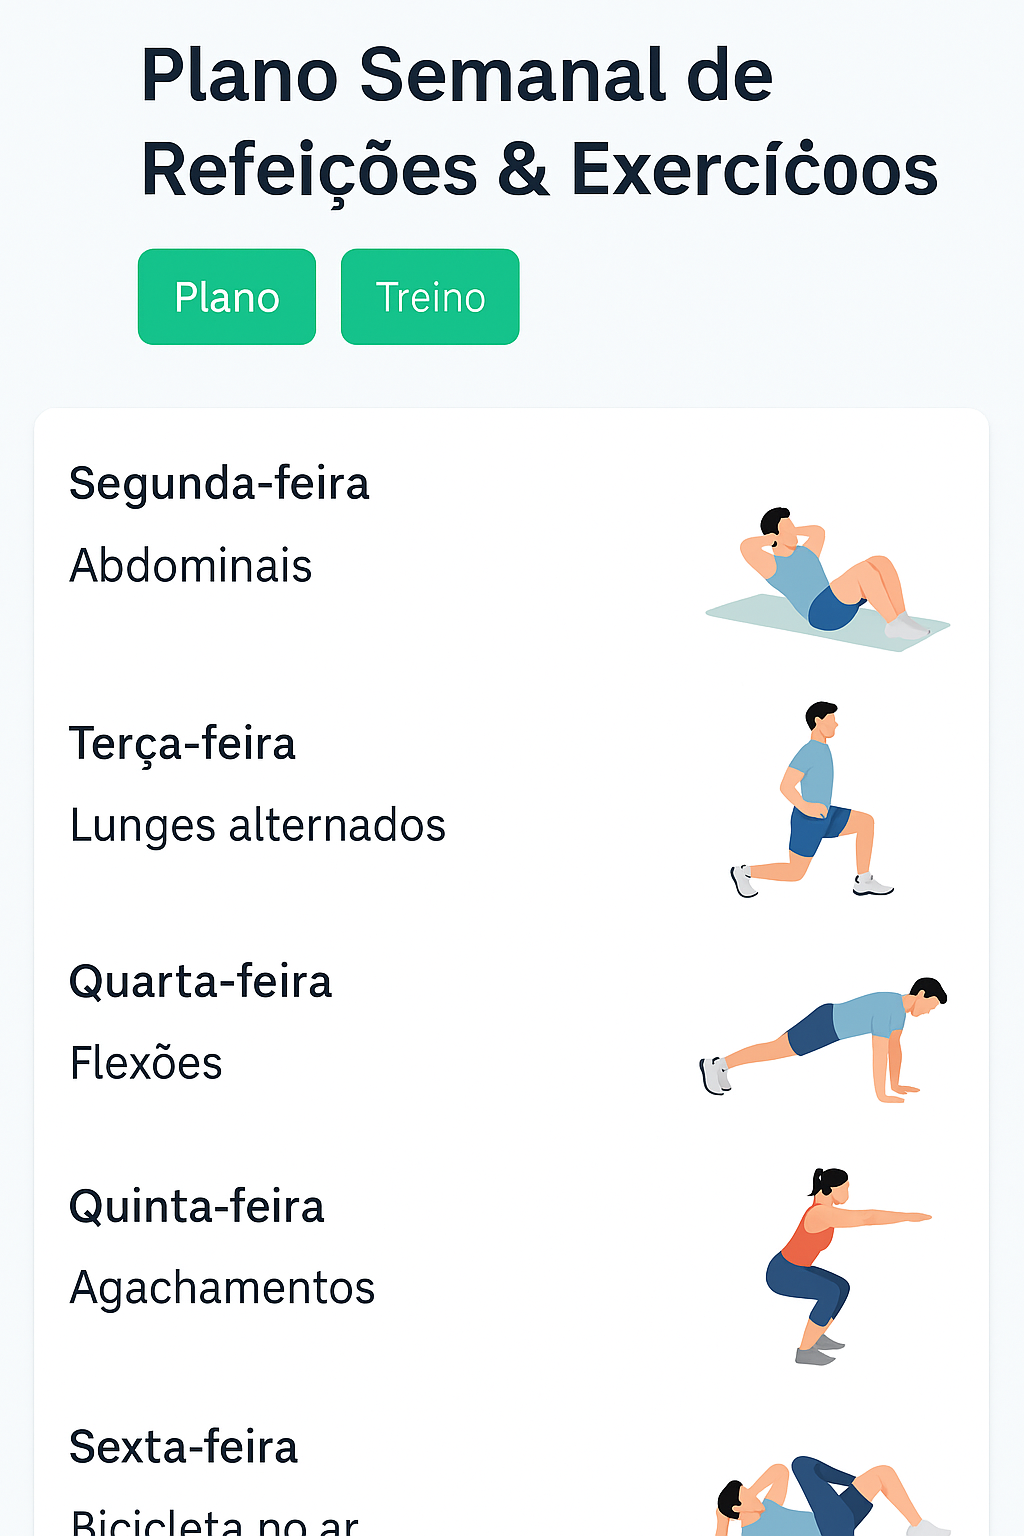 Plano Semanal de
Refeições & Exercíċoos
Plano
Treino
Segunda-feira
Abdominais
Terça-feira
Lunges alternados
Quarta-feira
Flexões
Quinta-feira
Agachamentos
Sexta-feira
Bicicleta no ar